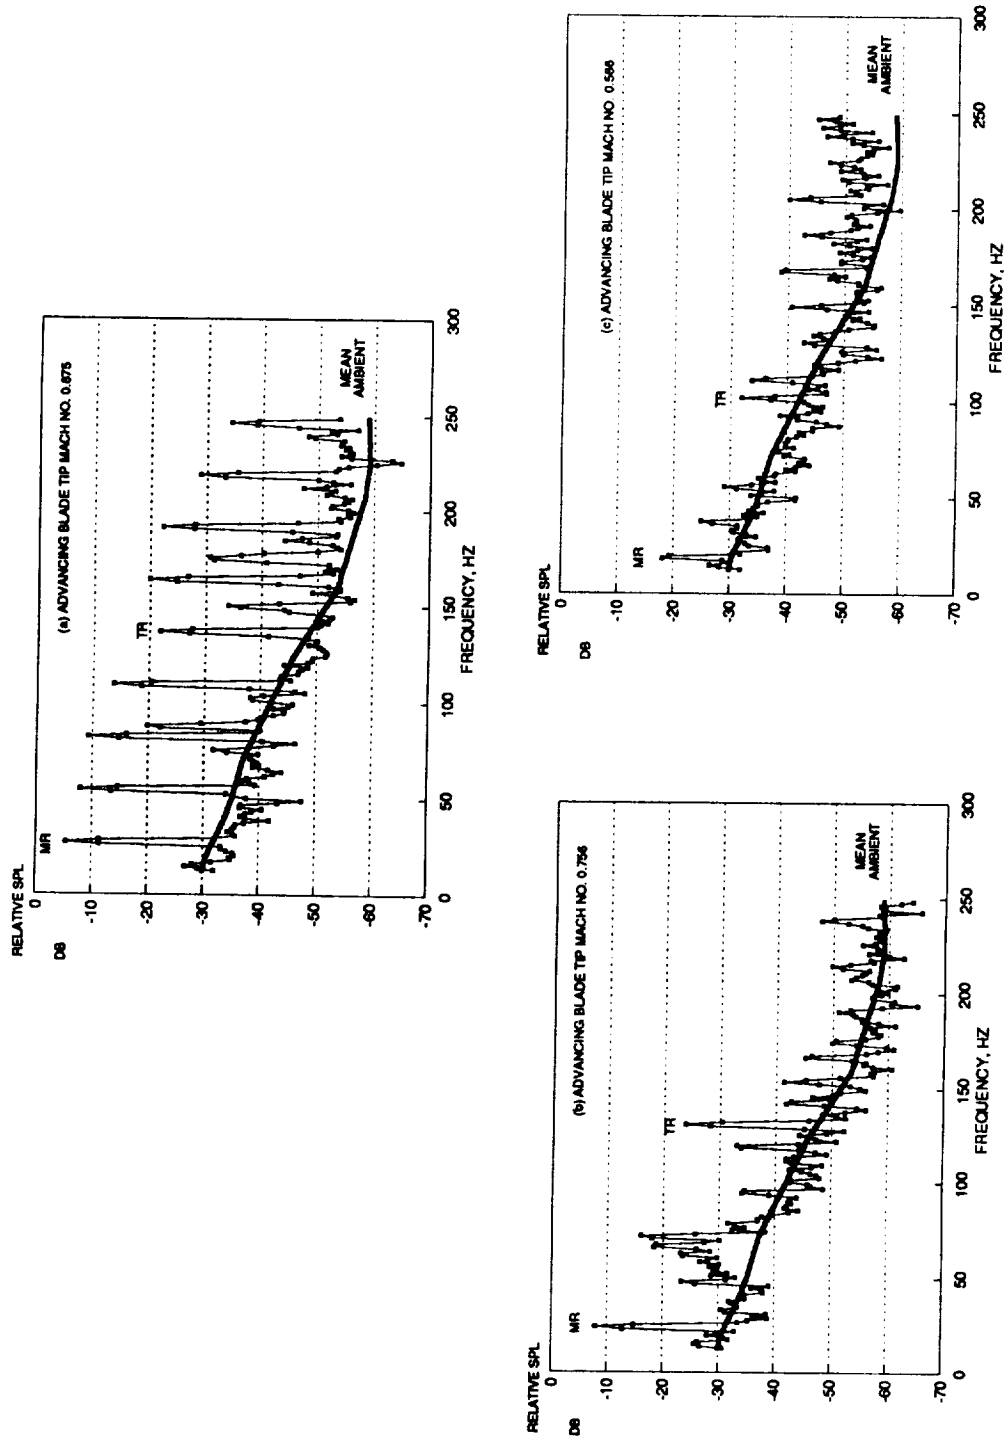 RELATIVE SPL
DB
0
-10
-20
-30
-40
-50
-60
-70
MR
TR
(a) ADVANCING BLADE TIP MACH NO. 0.875
MEAN
AMBIENT
0
50
100
150
200
250
300
FREQUENCY, HZ
RELATIVE SPL
DB
0
-10
-20
-30
-40
-50
-60
-70
MR
TR
(b) ADVANCING BLADE TIP MACH NO. 0.756
MEAN
AMBIENT
0
50
100
150
200
250
300
FREQUENCY, HZ
RELATIVE SPL
DB
0
-10
-20
-30
-40
-50
-60
-70
MR
TR
(c) ADVANCING BLADE TIP MACH NO. 0.566
MEAN
AMBIENT
0
50
100
150
200
250
300
FREQUENCY, HZ